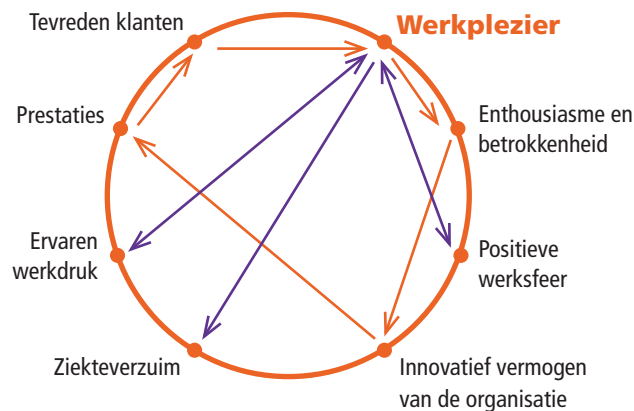 Tevreden klanten
Werkplezier
Prestaties
Enthousiasme en
betrokkenheid
Ervaren
werkdruk
Positieve
werksfeer
Ziekteverzuim
Innovatief vermogen
van de organisatie